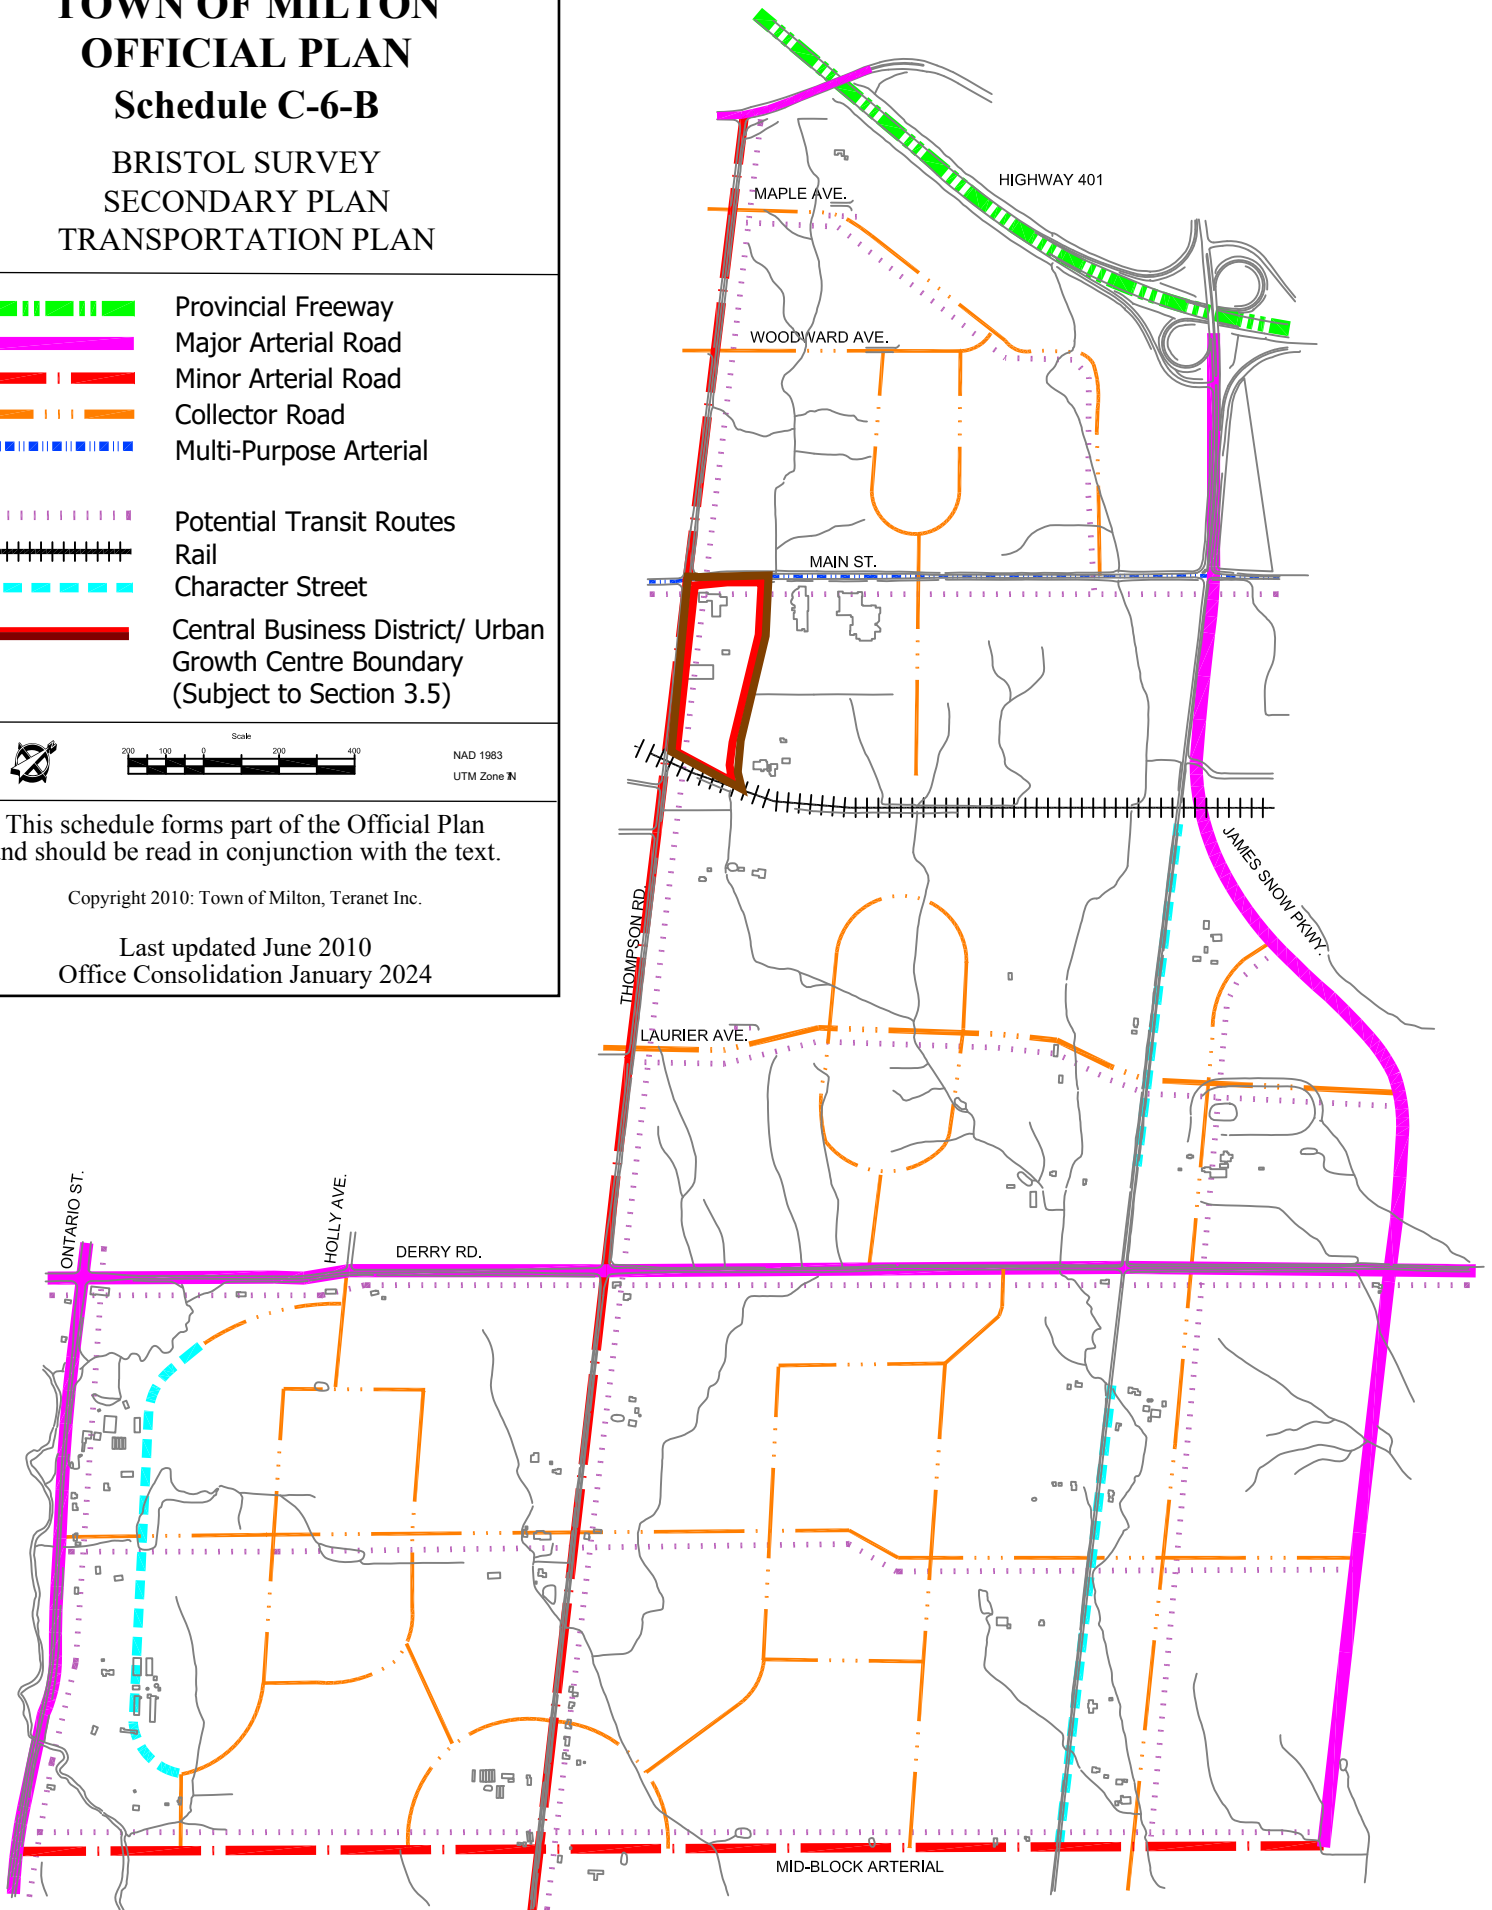 TOWN OF MILTON
OFFICIAL PLAN
Schedule C-6-B
BRISTOL SURVEY
SECONDARY PLAN
TRANSPORTATION PLAN
Provincial Freeway
Major Arterial Road
Minor Arterial Road
Collector Road
Multi-Purpose Arterial
Potential Transit Routes
Rail
Character Street
Central Business District/ Urban
Growth Centre Boundary
(Subject to Section 3.5)
Scale
200 100 0 200 400
NAD 1983
UTM Zone
This schedule forms part of the Official Plan
and should be read in conjunction with the text.
Copyright 2010: Town of Milton, Teranet Inc.
Last updated June 2010
Office Consolidation January 2024
HIGHWAY 401
MAPLE AVE.
WOODWARD AVE.
MAIN ST.
JAMES SNOW PKWY.
THOMPSON RD.
LAURIER AVE.
ONTARIO ST.
HOLLY AVE.
DERRY RD.
MID-BLOCK ARTERIAL